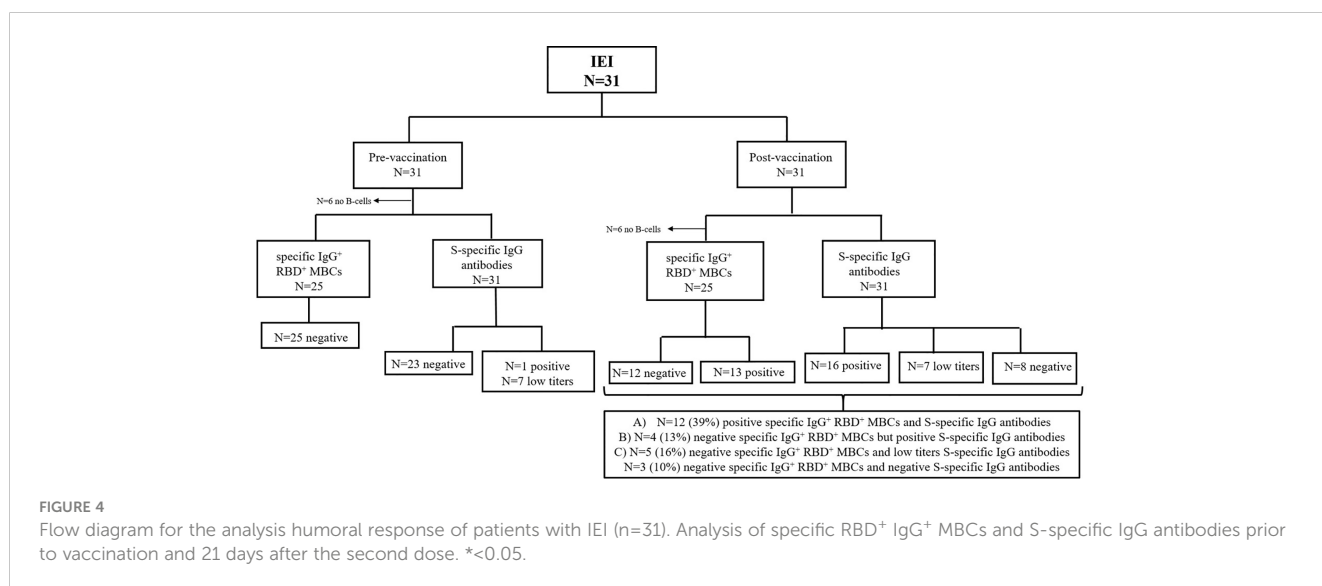 IEI
N=31
Pre-vaccination
N=31
Post-vaccination
N=31
N=6 no B-cells
N=6 no B-cells
specific IgG⁺
RBD⁺ MBCs
N=25
S-specific IgG
antibodies
N=31
specific IgG⁺
RBD⁺ MBCs
N=25
S-specific IgG
antibodies
N=31
N=25 negative
N=23 negative
N=1 positive
N=7 low titers
N=12 negative
N=13 positive
N=16 positive
N=7 low titers
N=8 negative
A) N=12 (39%) positive specific IgG⁺ RBD⁺ MBCs and S-specific IgG antibodies
B) N=4 (13%) negative specific IgG⁺ RBD⁺ MBCs but positive S-specific IgG antibodies
C) N=5 (16%) negative specific IgG⁺ RBD⁺ MBCs and low titers S-specific IgG antibodies
N=3 (10%) negative specific IgG⁺ RBD⁺ MBCs and negative S-specific IgG antibodies
FIGURE 4
Flow diagram for the analysis humoral response of patients with IEI (n=31). Analysis of specific RBD⁺ IgG⁺ MBCs and S-specific IgG antibodies prior
to vaccination and 21 days after the second dose. *<0.05.